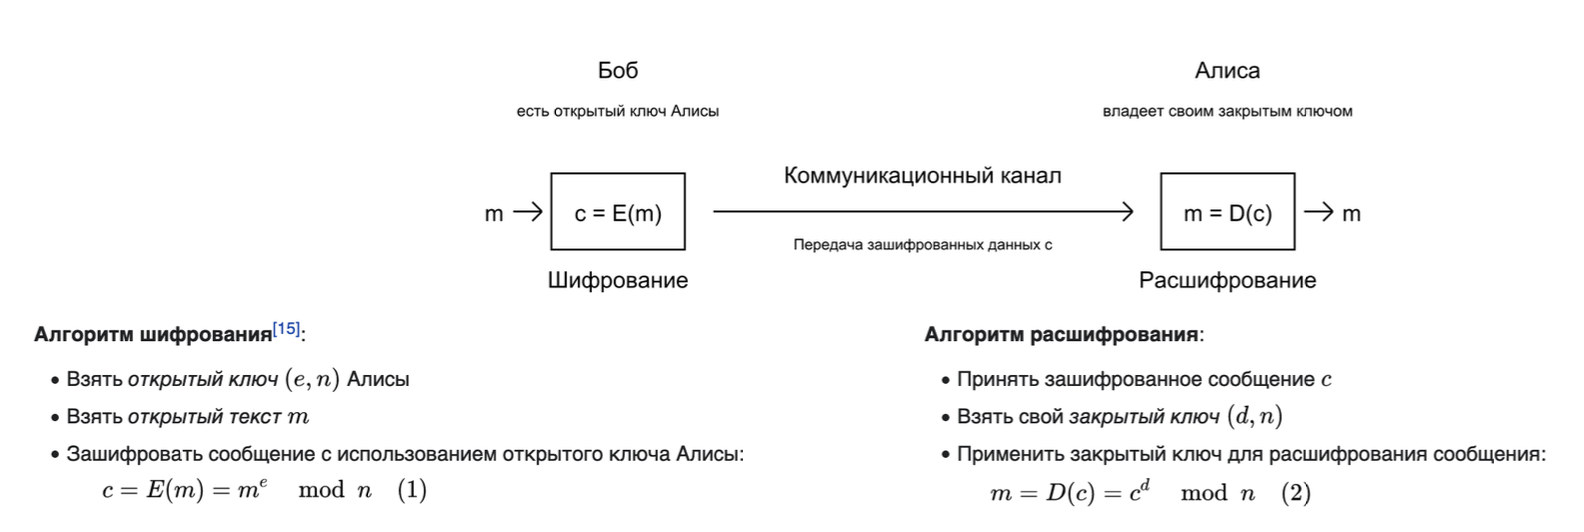 Боб
есть открытый ключ Алисы
Алиса
владеет своим закрытым ключом
m → c = E(m)
Шифрование
Коммуникационный канал
Передача зашифрованных данных c
m = D(c) → m
Расшифрование
Алгоритм шифрования[15]:
• Взять открытый ключ (e, n) Алисы
• Взять открытый текст m
• Зашифровать сообщение с использованием открытого ключа Алисы:
c = E(m) = m^e mod n (1)
Алгоритм расшифрования:
• Принять зашифрованное сообщение c
• Взять свой закрытый ключ (d, n)
• Применить закрытый ключ для расшифрования сообщения:
m = D(c) = c^d mod n (2)